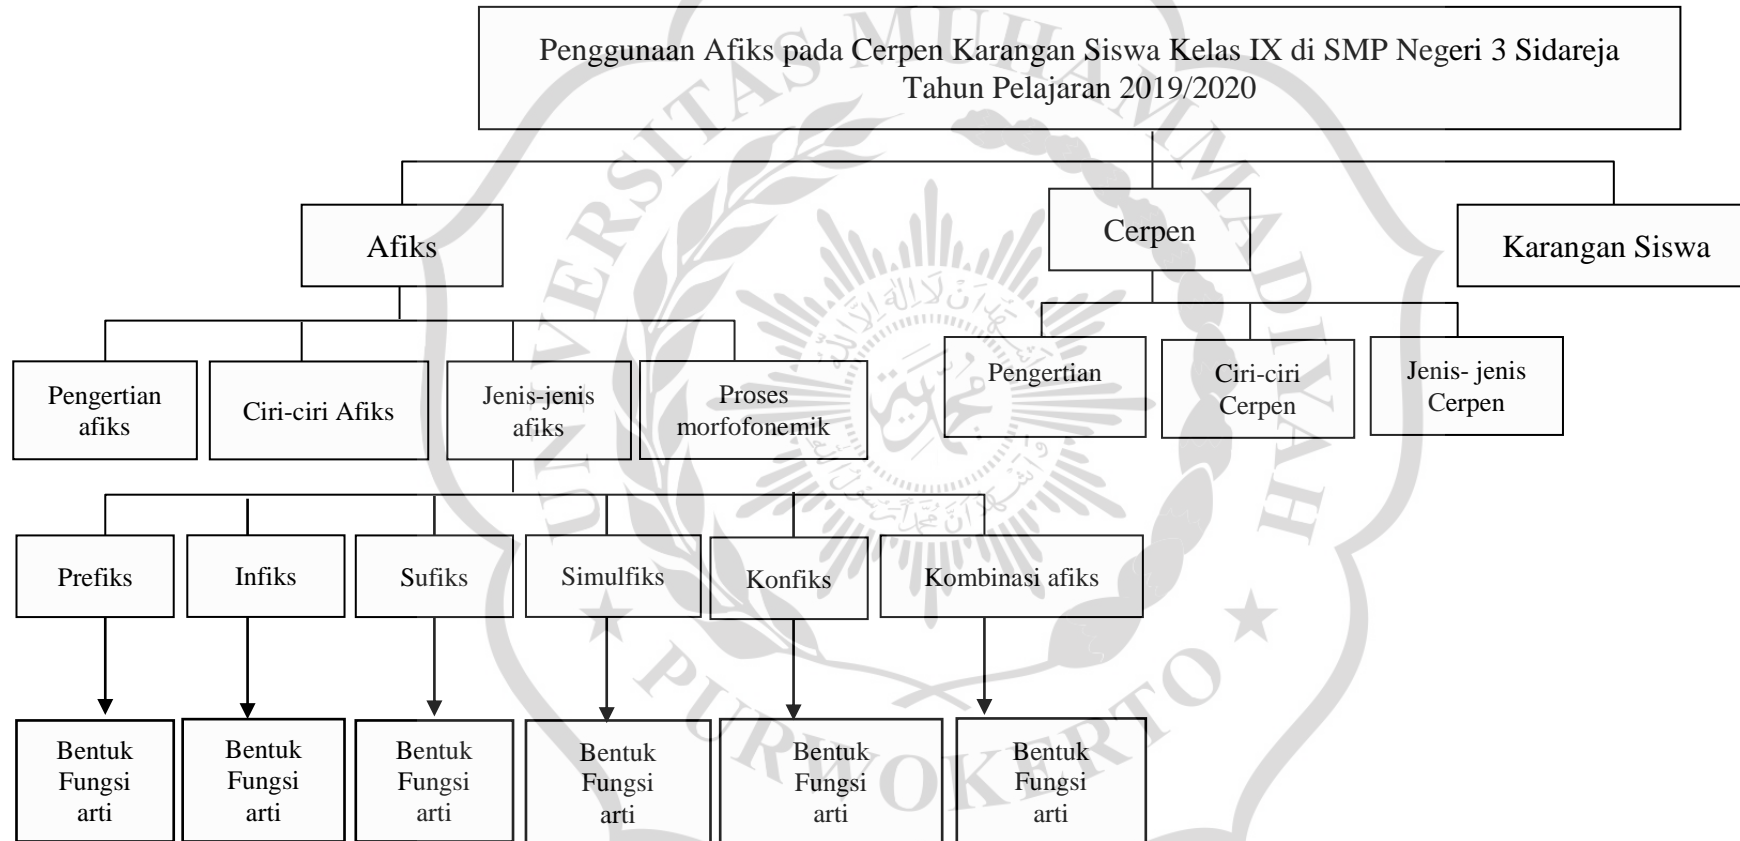 Penggunaan Afiks pada Cerpen Karangan Siswa Kelas IX di SMP Negeri 3 Sidareja
Tahun Pelajaran 2019/2020
Afiks
Cerpen
Karangan Siswa
Pengertian
afiks
Ciri-ciri Afiks
Jenis-jenis
afiks
Proses
morfofonemik
Pengertian
Ciri-ciri
Cerpen
Jenis- jenis
Cerpen
Prefiks
Infiks
Sufiks
Simulfiks
Konfiks
Kombinasi afiks
Bentuk
Fungsi
arti
Bentuk
Fungsi
arti
Bentuk
Fungsi
arti
Bentuk
Fungsi
arti
Bentuk
Fungsi
arti
Bentuk
Fungsi
arti
UNIVERSITAS MUHAMMADIYAH
PURWOKERTO